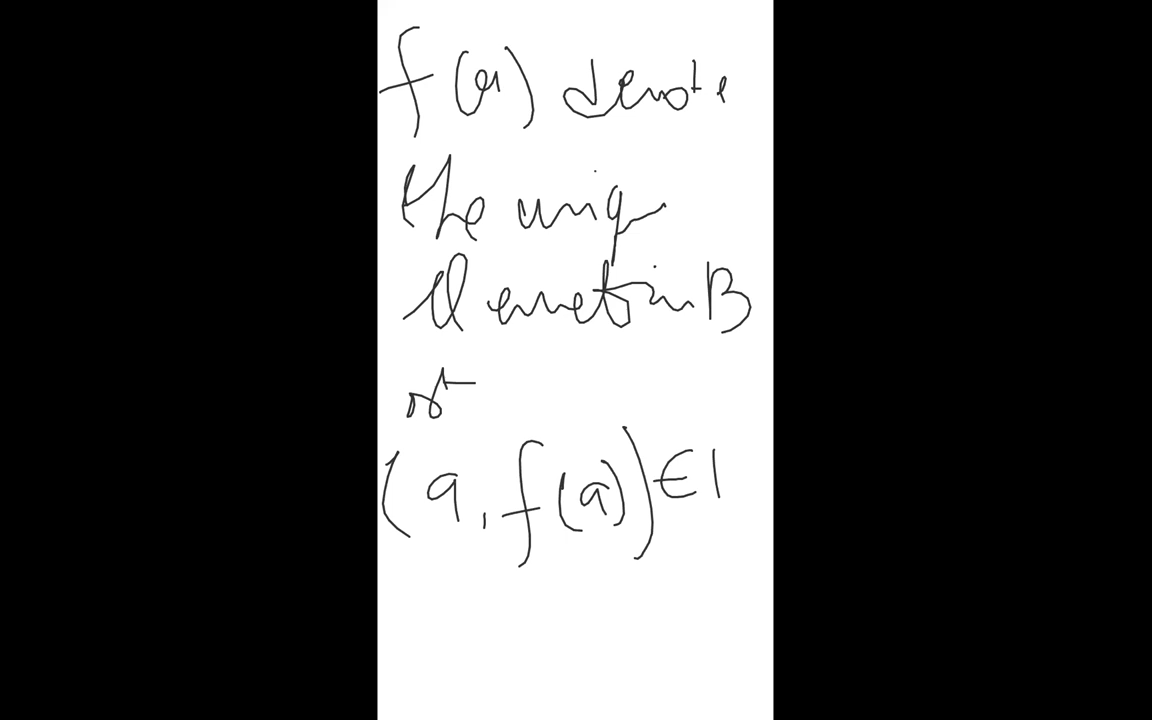 f(a) denote
the uniq
element in B
st
(a, f(a)) ∈